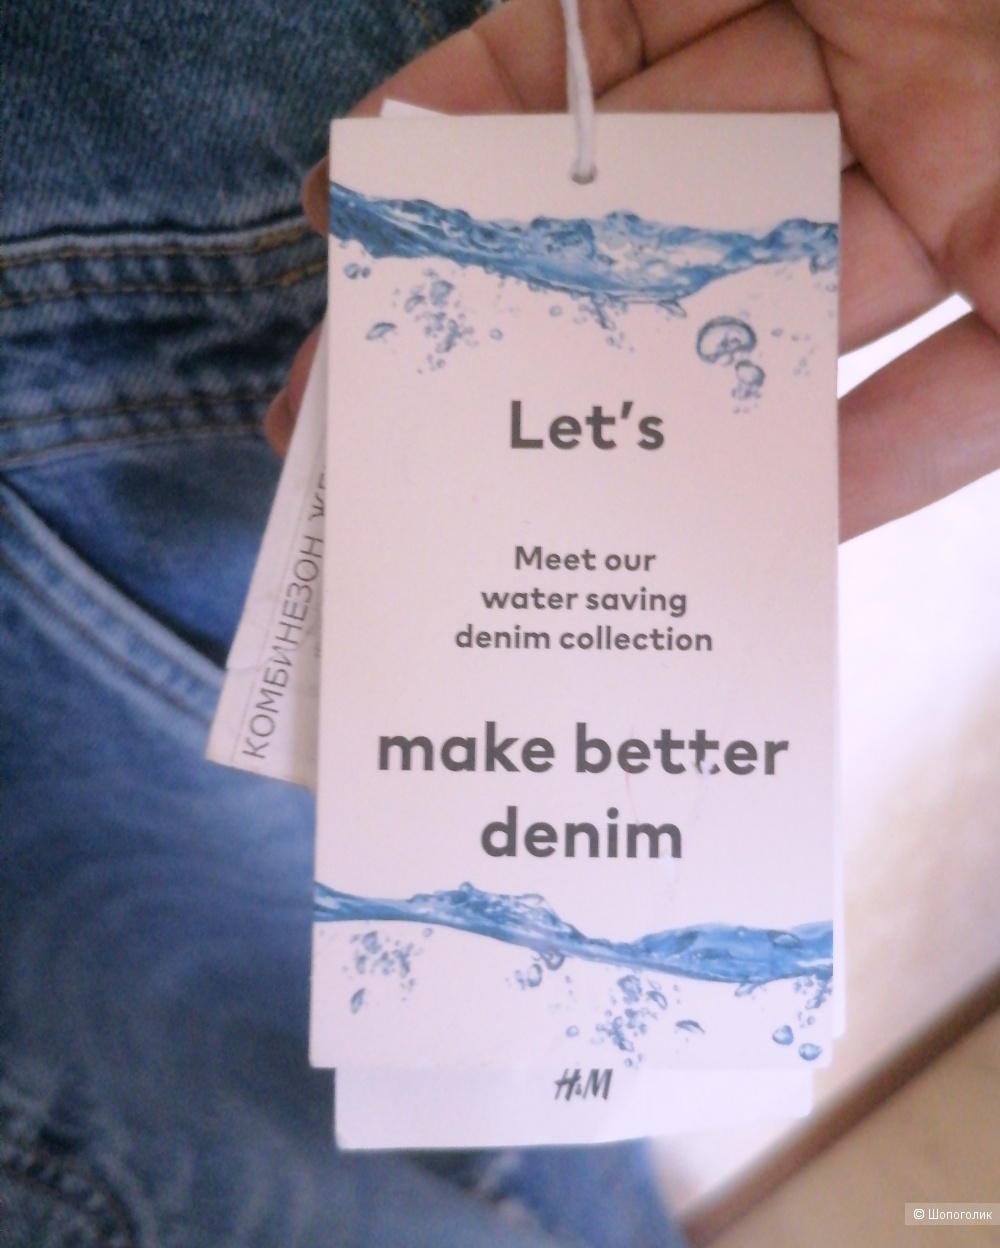 Let's
Meet our
water saving
denim collection
make better
denim
H&M
КОМБИНЕЗОН
© Шопоголик